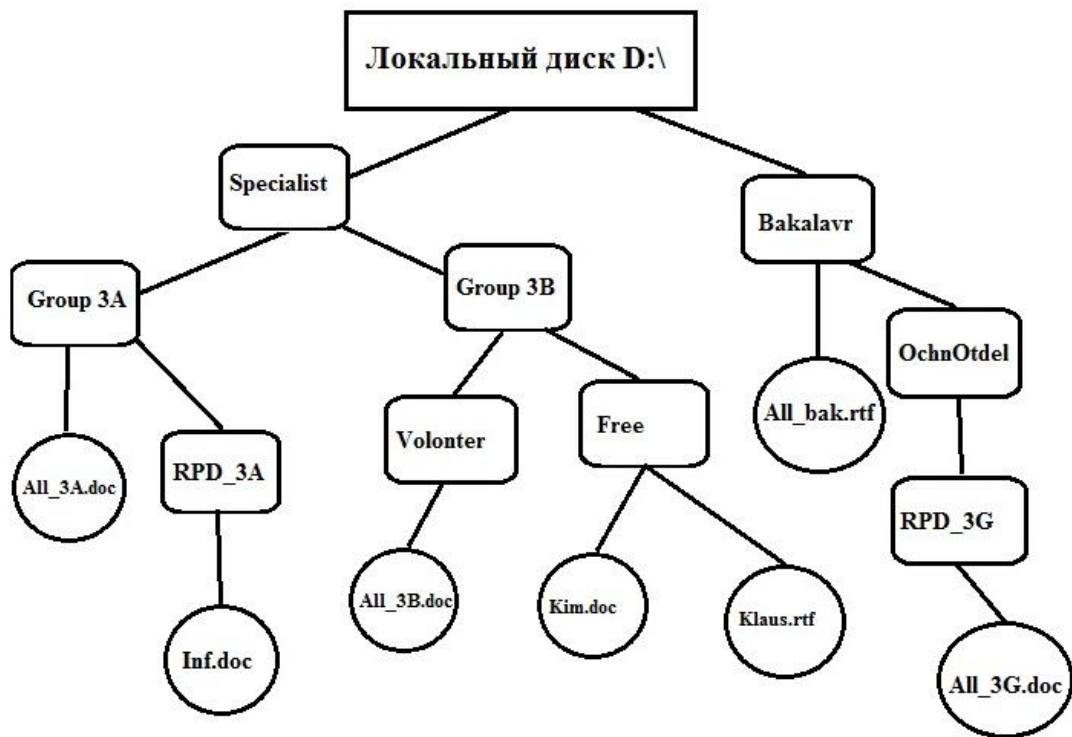 Локальный диск D:\
Specialist
Bakalavr
Group 3A
Group 3B
OchnOtdel
All_bak.rtf
Volonter
Free
RPD_3A
All_3A.doc
RPD_3G
All_3B.doc
Kim.doc
Klaus.rtf
Inf.doc
All_3G.doc